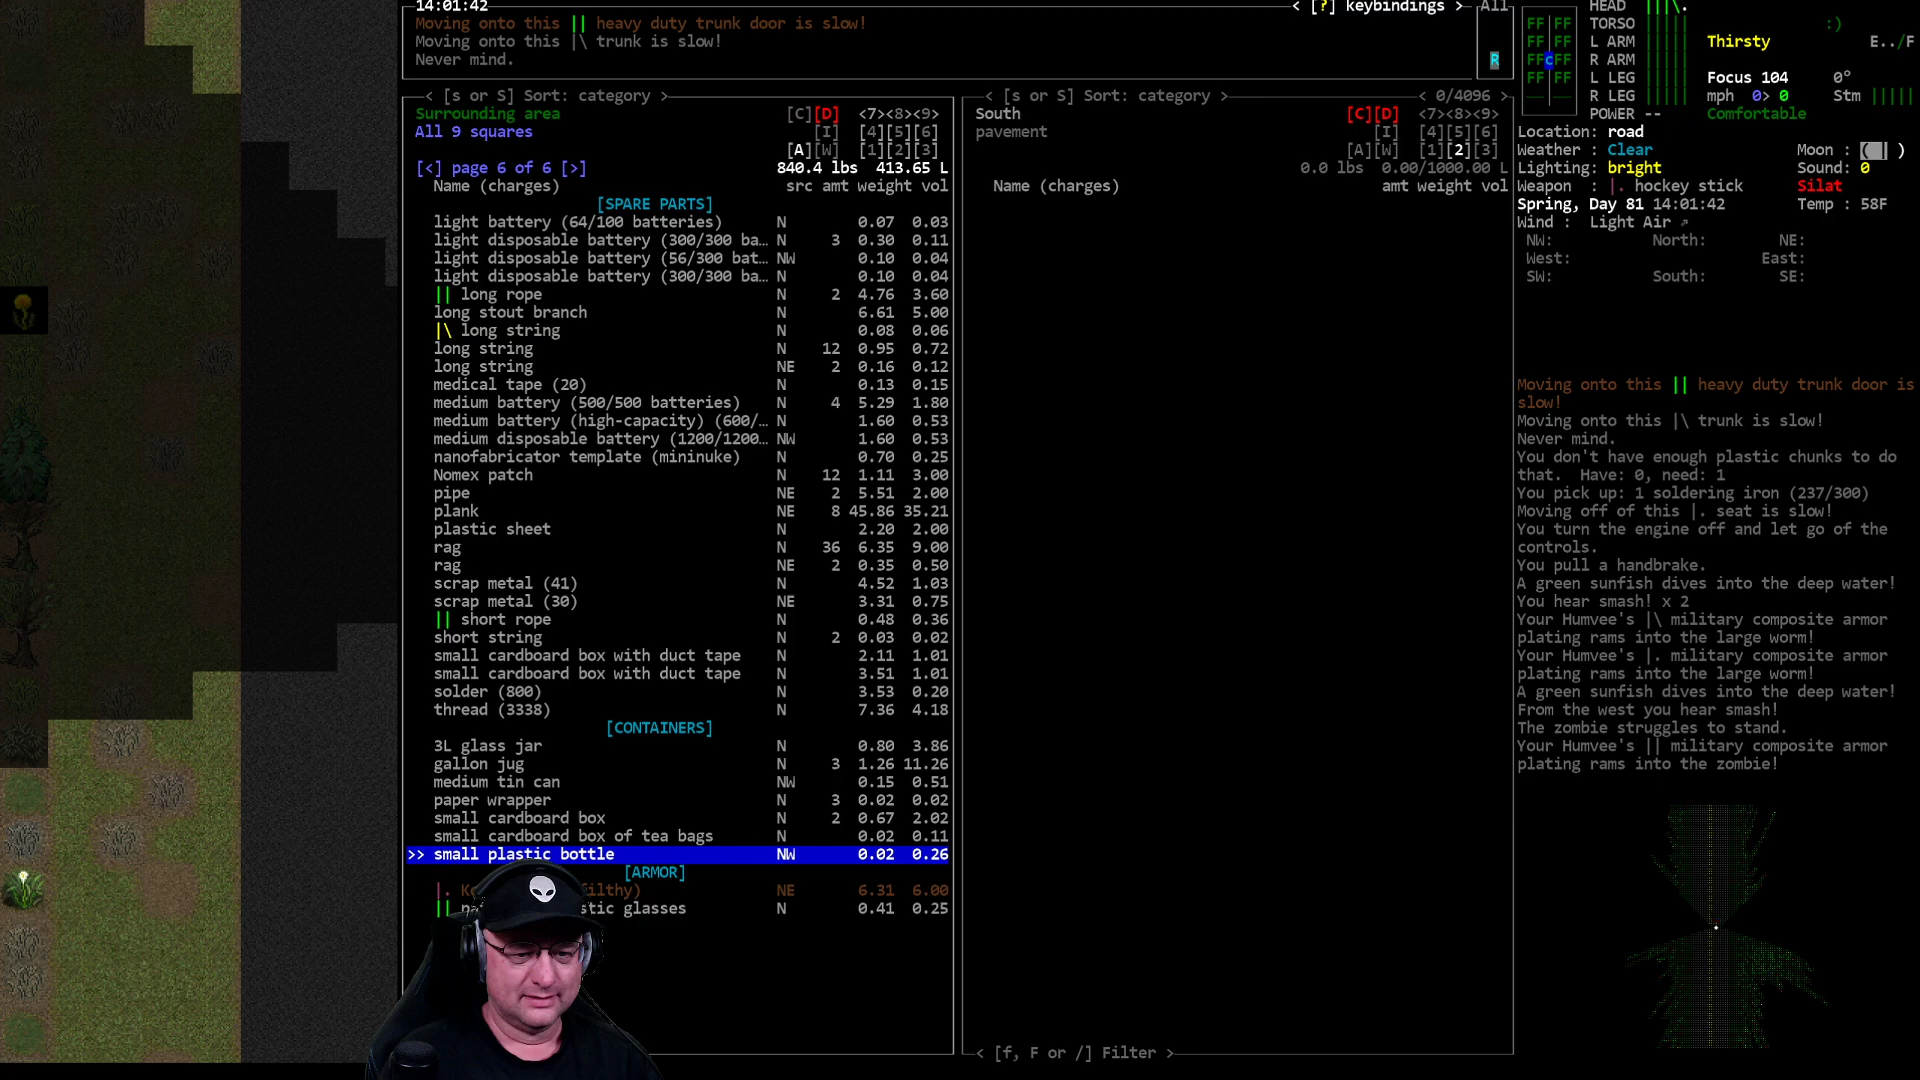 14:01:42
< [?] keybindings >
All
Moving onto this || heavy duty trunk door is slow!
Moving onto this |\ trunk is slow!
Never mind.
R
< [s or S] Sort: category >
Surrounding area
All 9 squares
[C][D] <7><8><9>
[I] [4][5][6]
[A][W] [1][2][3]
[<] page 6 of 6 [>]
840.4 lbs 413.65 L
Name (charges) src amt weight vol
[SPARE PARTS]
light battery (64/100 batteries) N 0.07 0.03
light disposable battery (300/300 ba… N 3 0.30 0.11
light disposable battery (56/300 bat… NW 0.10 0.04
light disposable battery (300/300 ba… N 0.10 0.04
|| long rope N 2 4.76 3.60
long stout branch N 6.61 5.00
|\ long string N 0.08 0.06
long string N 12 0.95 0.72
long string NE 2 0.16 0.12
medical tape (20) N 0.13 0.15
medium battery (500/500 batteries) N 4 5.29 1.80
medium battery (high-capacity) (600/… N 1.60 0.53
medium disposable battery (1200/1200… NW 1.60 0.53
nanofabricator template (mininuke) N 0.70 0.25
Nomex patch N 12 1.11 3.00
pipe NE 2 5.51 2.00
plank NE 8 45.86 35.21
plastic sheet N 2.20 2.00
rag N 36 6.35 9.00
rag NE 2 0.35 0.50
scrap metal (41) N 4.52 1.03
scrap metal (30) NE 3.31 0.75
|| short rope N 0.48 0.36
short string N 2 0.03 0.02
small cardboard box with duct tape N 2.11 1.01
small cardboard box with duct tape N 3.51 1.01
solder (800) N 3.53 0.20
thread (3338) N 7.36 4.18
[CONTAINERS]
3L glass jar N 0.80 3.86
gallon jug N 3 1.26 11.26
medium tin can NW 0.15 0.51
paper wrapper N 3 0.02 0.02
small cardboard box N 2 0.67 2.02
small cardboard box of tea bags N 0.02 0.11
>> small plastic bottle NW 0.02 0.26
[ARMOR]
|. NE 6.31 6.00
|| glasses N 0.41 0.25
< [s or S] Sort: category >
< 0/4096 >
South
pavement
[C][D] <7><8><9>
[I] [4][5][6]
[A][W] [1][2][3]
0.0 lbs 0.00/1000.00 L
Name (charges) amt weight vol
< [f, F or /] Filter >
FF FF
FF FF
FFcFF
FF FF
HEAD |||\.
TORSO |||||
L ARM |||||
R ARM |||||
L LEG |||||
R LEG |||||
POWER --
:)
Thirsty E../F
Focus 104 0°
mph 0> 0 Stm |||||
Comfortable
Location: road
Weather : Clear Moon : ( | )
Lighting: bright Sound: 0
Weapon : |. hockey stick Silat
Spring, Day 81 14:01:42 Temp : 58F
Wind : Light Air
NW: North: NE:
West: East:
SW: South: SE:
Moving onto this || heavy duty trunk door is
slow!
Moving onto this |\ trunk is slow!
Never mind.
You don't have enough plastic chunks to do
that. Have: 0, need: 1
You pick up: 1 soldering iron (237/300)
Moving off of this |. seat is slow!
You turn the engine off and let go of the
controls.
You pull a handbrake.
A green sunfish dives into the deep water!
You hear smash! x 2
Your Humvee's |\ military composite armor
plating rams into the large worm!
Your Humvee's |. military composite armor
plating rams into the large worm!
A green sunfish dives into the deep water!
From the west you hear smash!
The zombie struggles to stand.
Your Humvee's || military composite armor
plating rams into the zombie!